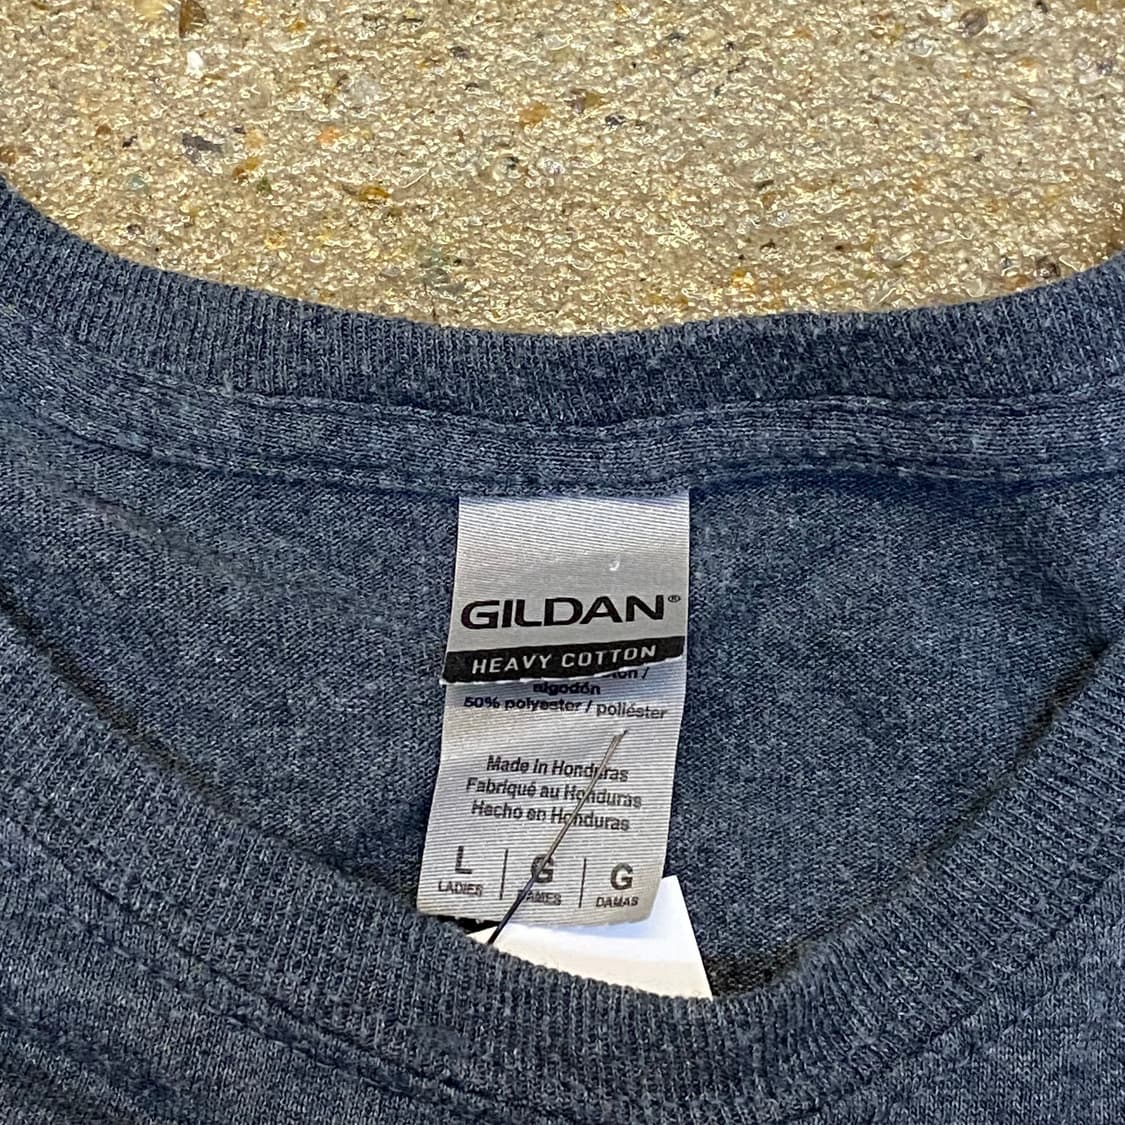 GILDAN®
HEAVY COTTON
algodón
50% polyester / poliéster
Made in Honduras
Fabriqué au Honduras
Hecho en Honduras
L | G | G
LADIES DAMES DAMAS